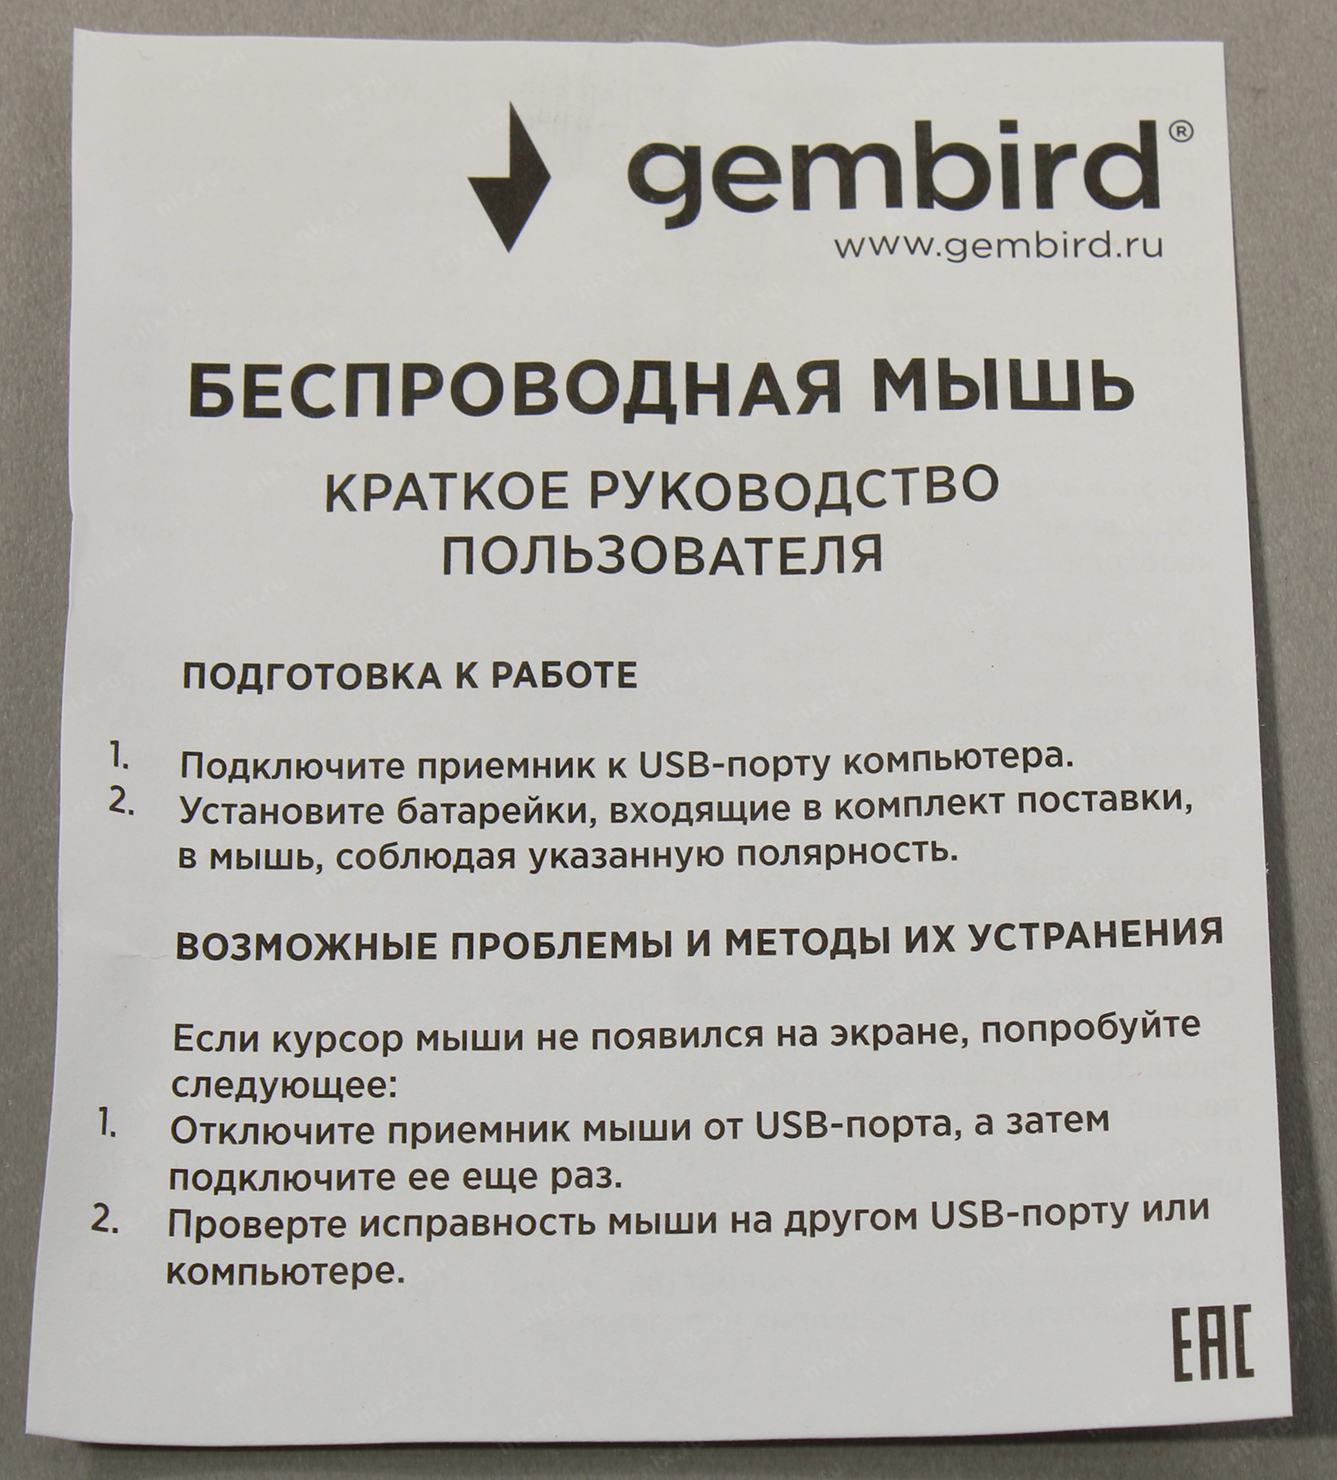 gembird®
www.gembird.ru
БЕСПРОВОДНАЯ МЫШЬ
КРАТКОЕ РУКОВОДСТВО
ПОЛЬЗОВАТЕЛЯ
ПОДГОТОВКА К РАБОТЕ
1. Подключите приемник к USB-порту компьютера.
2. Установите батарейки, входящие в комплект поставки,
в мышь, соблюдая указанную полярность.
ВОЗМОЖНЫЕ ПРОБЛЕМЫ И МЕТОДЫ ИХ УСТРАНЕНИЯ
Если курсор мыши не появился на экране, попробуйте
следующее:
1. Отключите приемник мыши от USB-порта, а затем
подключите ее еще раз.
2. Проверте исправность мыши на другом USB-порту или
компьютере.
EAC